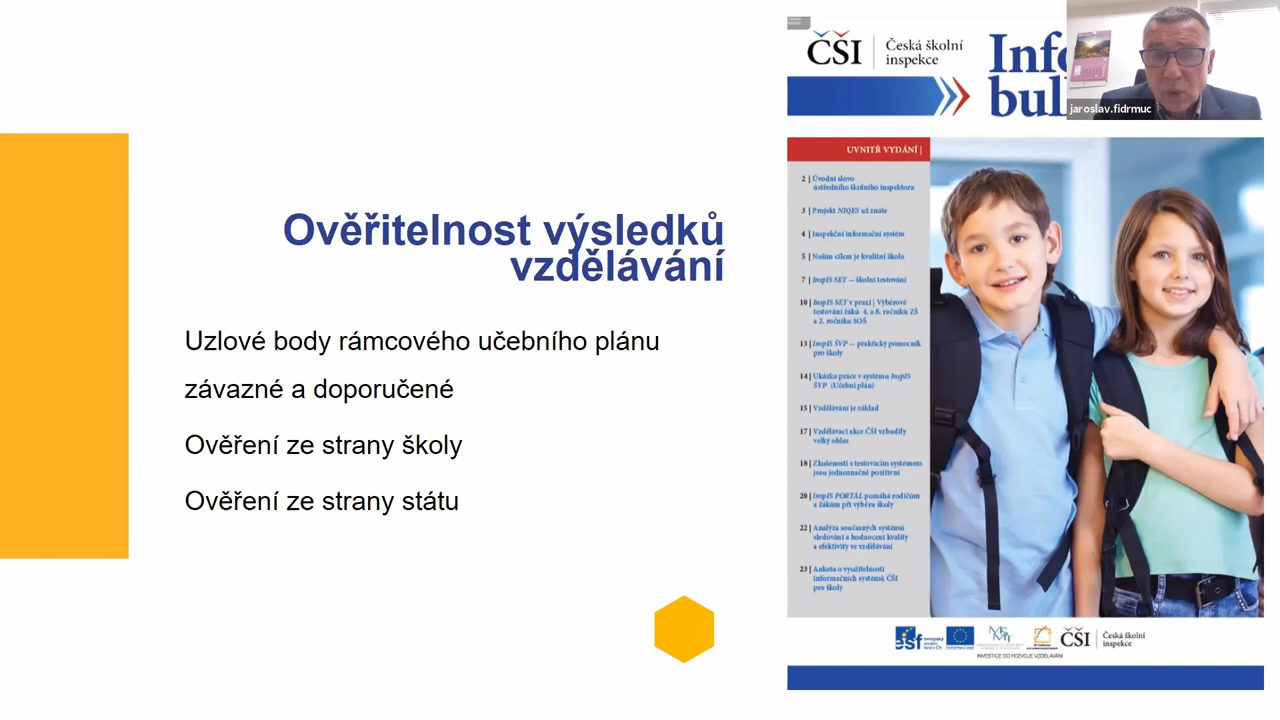 Ověřitelnost výsledků
vzdělávání
Uzlové body rámcového učebního plánu
závazné a doporučené
Ověření ze strany školy
Ověření ze strany státu
ČŠI
Česká školní
inspekce
jaroslav.fidrmuc
UVNITŘ VYDÁNÍ |
2 | Úvodní slovo
ústředního školního inspektora
3 | Projekt NIQES už znáte
4 | Inspekční informační systém
5 | Naším cílem je kvalitní škola
7 | InspIS SET — školní testování
10 | InspIS SET v praxi | Výběrové
testování žáků 4. a 8. ročníků ZŠ
a 2. ročníku SOŠ
13 | InspIS ŠVP — praktický pomocník
pro školy
14 | Ukázka práce v systému InspIS
ŠVP (Učební plán)
15 | Vzdělávání je základ
17 | Vzdělávací akce ČŠI vzbudily
velký ohlas
18 | Zkušenosti s testovacím systémem
jsou jednoznačně pozitivní
20 | InspIS PORTÁL pomáhá rodičům
a žákům při výběru školy
22 | Analýza současných systémů
sledování a hodnocení kvality
a efektivity ve vzdělávání
23 | Anketa o využitelnosti
informačních systémů ČŠI
pro školy
esf
evropský
sociální
fond v ČR
EVROPSKÁ UNIE
ČŠI
Česká školní
inspekce
INVESTICE DO ROZVOJE VZDĚLÁVÁNÍ